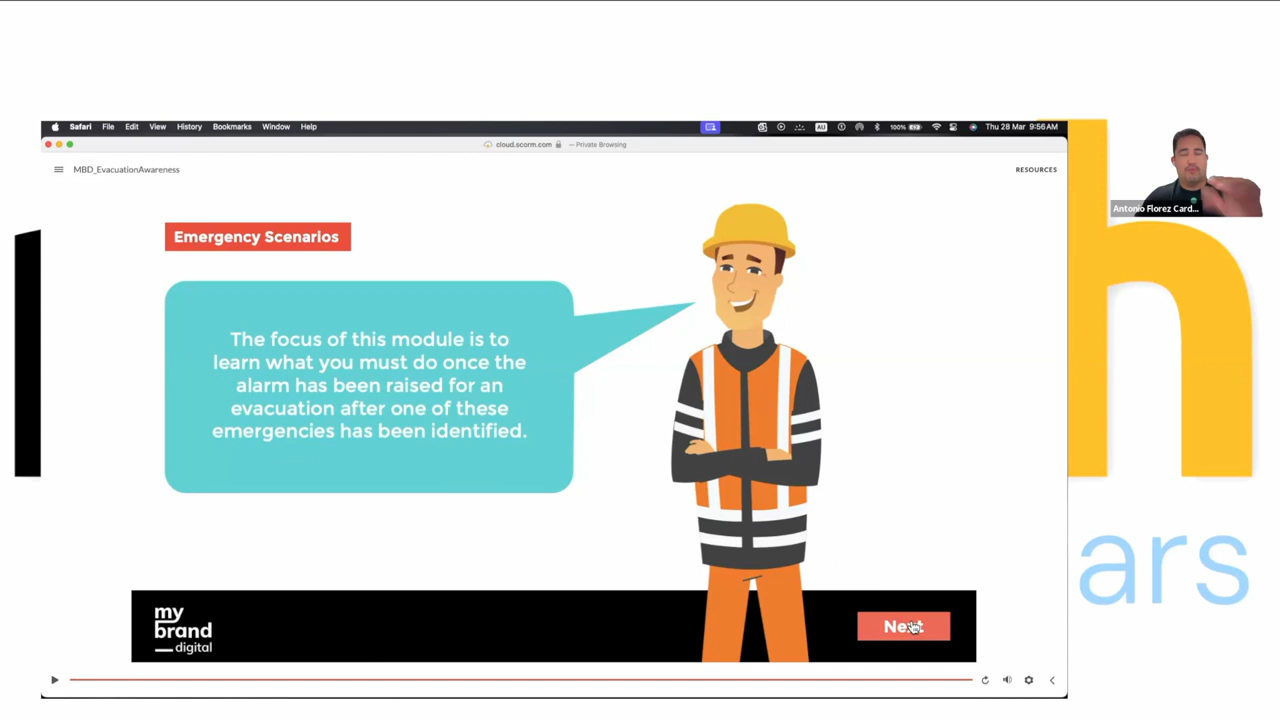 Safari File Edit View History Bookmarks Window Help AU 100% Thu 28 Mar 9:56 AM
cloud.scorm.com — Private Browsing
MBD_EvacuationAwareness RESOURCES
Antonio Florez Card...
Emergency Scenarios
The focus of this module is to
learn what you must do once the
alarm has been raised for an
evacuation after one of these
emergencies has been identified.
h
ars
my
brand
digital
Next